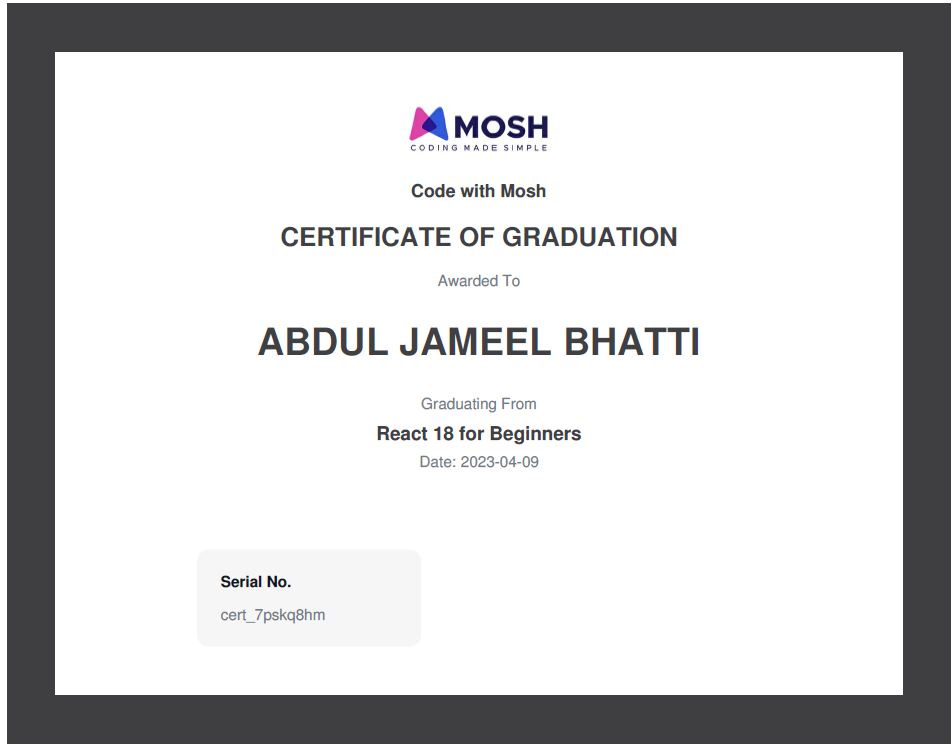 MOSH
CODING MADE SIMPLE
Code with Mosh
CERTIFICATE OF GRADUATION
Awarded To
ABDUL JAMEEL BHATTI
Graduating From
React 18 for Beginners
Date: 2023-04-09
Serial No.
cert_7pskq8hm